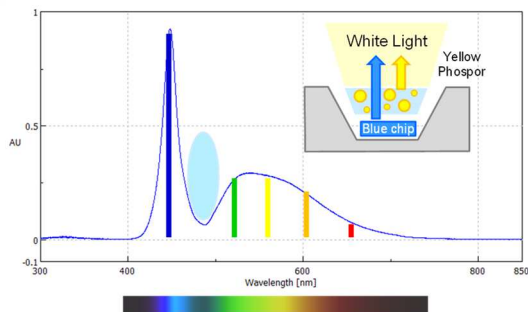 1
White Light
Yellow
Phospor
Blue chip
0.5
AU
0
-0.1
300
400
600
800
850
Wavelength [nm]